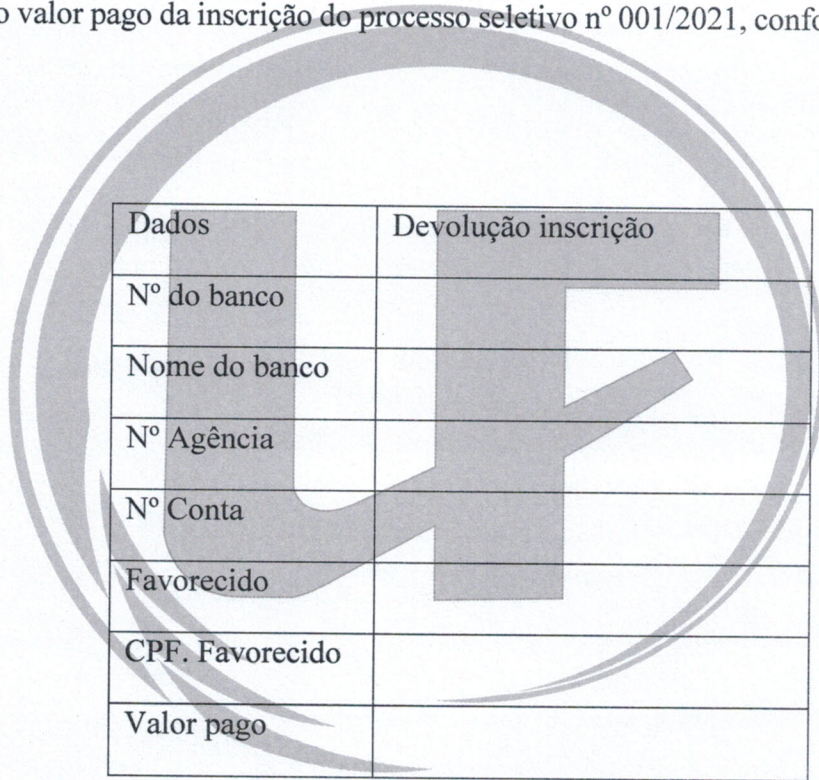 o valor pago da inscrição do processo seletivo nº 001/2021, confo
Dados Devolução inscrição
Nº do banco
Nome do banco
Nº Agência
Nº Conta
Favorecido
CPF. Favorecido
Valor pago